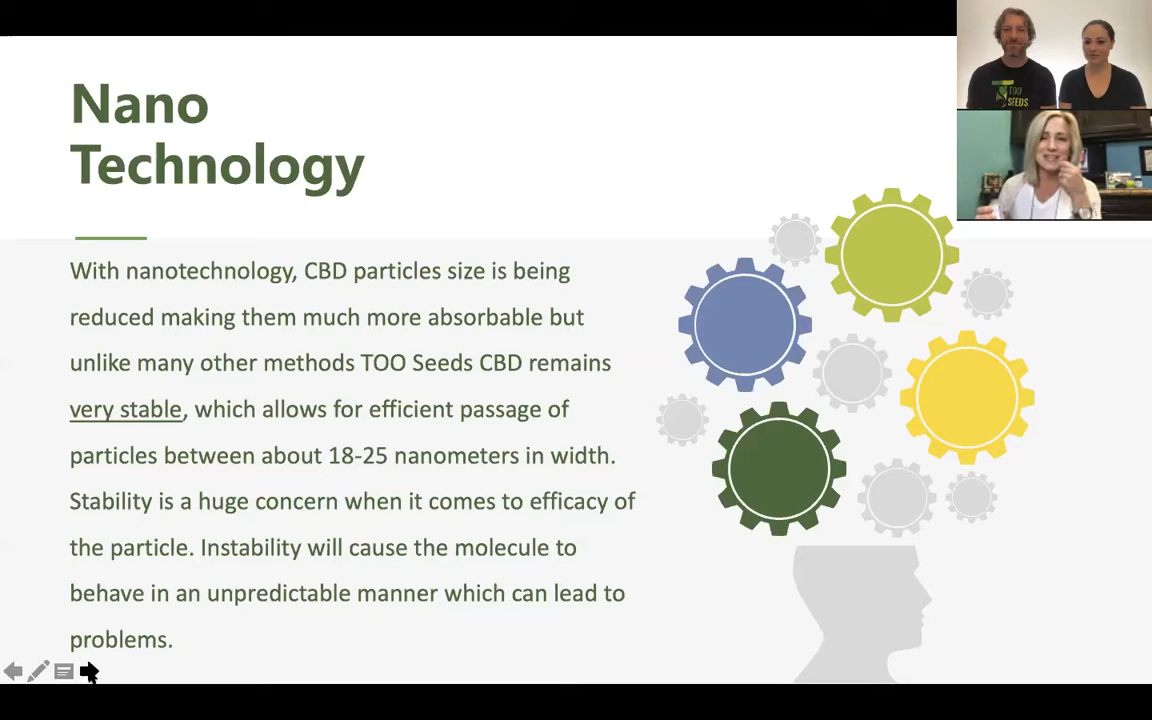 Nano
Technology
With nanotechnology, CBD particles size is being
reduced making them much more absorbable but
unlike many other methods TOO Seeds CBD remains
very stable, which allows for efficient passage of
particles between about 18-25 nanometers in width.
Stability is a huge concern when it comes to efficacy of
the particle. Instability will cause the molecule to
behave in an unpredictable manner which can lead to
problems.
TOO
SEEDS